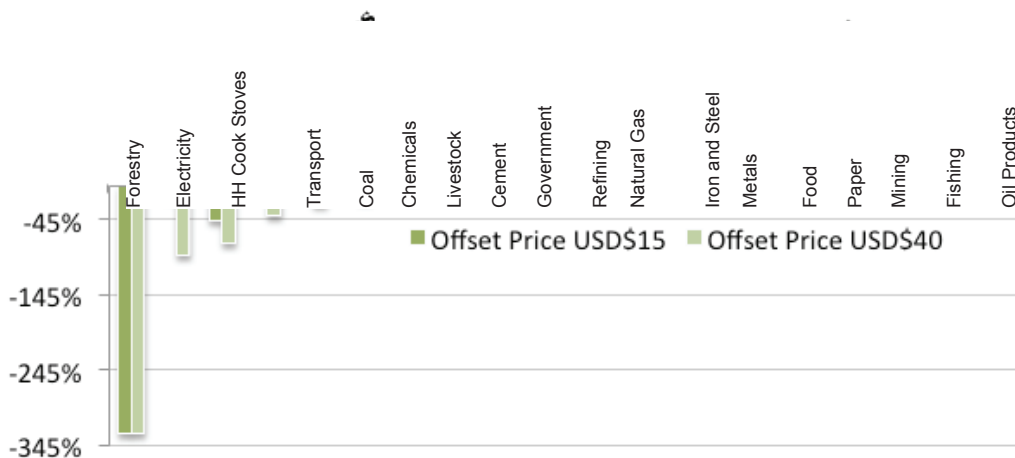 Forestry
Electricity
HH Cook Stoves
Transport
Coal
Chemicals
Livestock
Cement
Government
Refining
Natural Gas
Iron and Steel
Metals
Food
Paper
Mining
Fishing
Oil Products
-45%
Offset Price USD$15
Offset Price USD$40
-145%
-245%
-345%